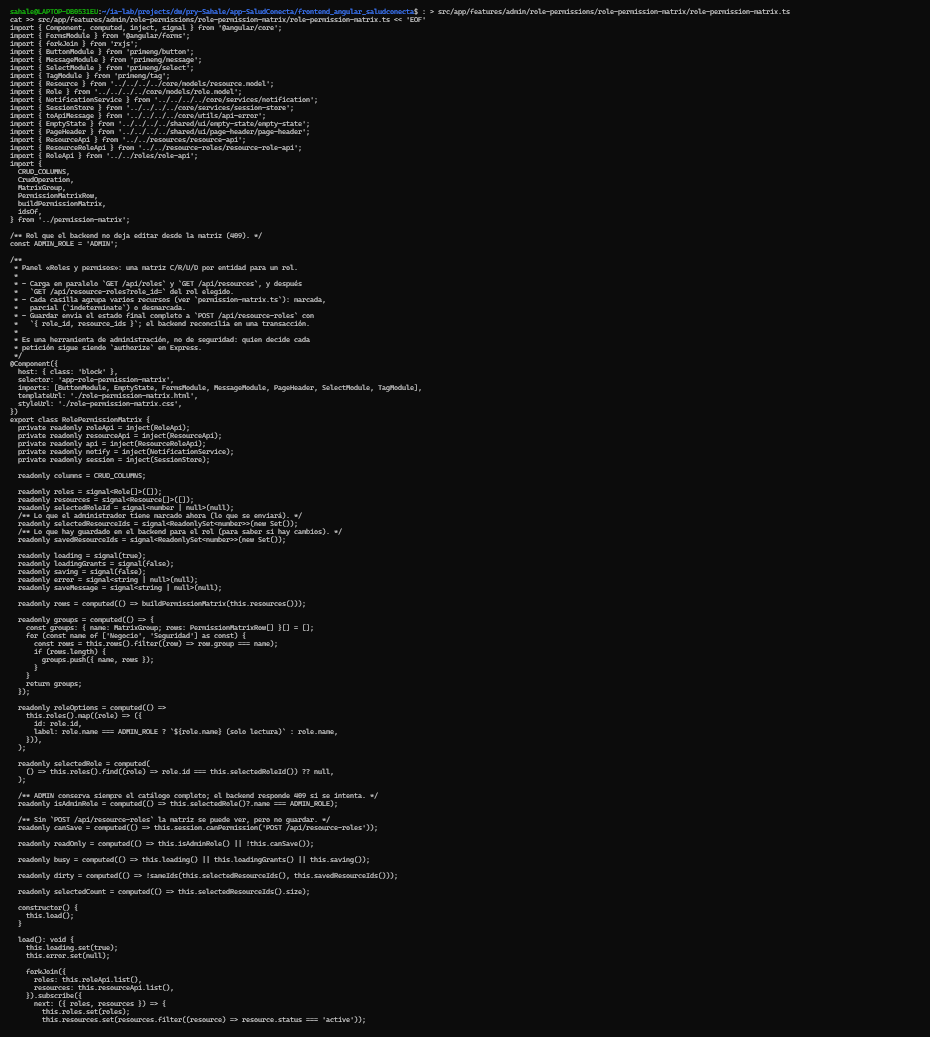 sahale@LAPTOP-DB0531EU:~/ia-lab/projects/dw/pry-Sahale/app-SaludConecta/frontend_angular_saludconecta$ : > src/app/features/admin/role-permissions/role-permission-matrix/role-permission-matrix.ts
cat >> src/app/features/admin/role-permissions/role-permission-matrix/role-permission-matrix.ts << 'EOF'
import { Component, computed, inject, signal } from '@angular/core';
import { FormsModule } from '@angular/forms';
import { forkJoin } from 'rxjs';
import { ButtonModule } from 'primeng/button';
import { MessageModule } from 'primeng/message';
import { SelectModule } from 'primeng/select';
import { TagModule } from 'primeng/tag';
import { Resource } from '../../../../core/models/resource.model';
import { Role } from '../../../../core/models/role.model';
import { NotificationService } from '../../../../core/services/notification';
import { SessionStore } from '../../../../core/services/session-store';
import { toApiMessage } from '../../../../core/utils/api-error';
import { EmptyState } from '../../../../shared/ui/empty-state/empty-state';
import { PageHeader } from '../../../../shared/ui/page-header/page-header';
import { ResourceApi } from '../../resources/resource-api';
import { ResourceRoleApi } from '../../resource-roles/resource-role-api';
import { RoleApi } from '../../roles/role-api';
import {
  CRUD_COLUMNS,
  CrudOperation,
  MatrixGroup,
  PermissionMatrixRow,
  buildPermissionMatrix,
  idsOf,
} from '../permission-matrix';

/** Rol que el backend no deja editar desde la matriz (409). */
const ADMIN_ROLE = 'ADMIN';

/**
 * Panel «Roles y permisos»: una matriz C/R/U/D por entidad para un rol.
 *
 * - Carga en paralelo `GET /api/roles` y `GET /api/resources`, y después
 *   `GET /api/resource-roles?role_id=` del rol elegido.
 * - Cada casilla agrupa varios recursos (ver `permission-matrix.ts`): marcada,
 *   parcial (`indeterminate`) o desmarcada.
 * - Guardar envía el estado final completo a `POST /api/resource-roles` con
 *   `{ role_id, resource_ids }`; el backend reconcilia en una transacción.
 *
 * Es una herramienta de administración, no de seguridad: quien decide cada
 * petición sigue siendo `authorize` en Express.
 */
@Component({
  host: { class: 'block' },
  selector: 'app-role-permission-matrix',
  imports: [ButtonModule, EmptyState, FormsModule, MessageModule, PageHeader, SelectModule, TagModule],
  templateUrl: './role-permission-matrix.html',
  styleUrl: './role-permission-matrix.css',
})
export class RolePermissionMatrix {
  private readonly roleApi = inject(RoleApi);
  private readonly resourceApi = inject(ResourceApi);
  private readonly api = inject(ResourceRoleApi);
  private readonly notify = inject(NotificationService);
  private readonly session = inject(SessionStore);

  readonly columns = CRUD_COLUMNS;

  readonly roles = signal<Role[]>([]);
  readonly resources = signal<Resource[]>([]);
  readonly selectedRoleId = signal<number | null>(null);
  /** Lo que el administrador tiene marcado ahora (lo que se enviará). */
  readonly selectedResourceIds = signal<ReadonlySet<number>>(new Set());
  /** Lo que hay guardado en el backend para el rol (para saber si hay cambios). */
  readonly savedResourceIds = signal<ReadonlySet<number>>(new Set());

  readonly loading = signal(true);
  readonly loadingGrants = signal(false);
  readonly saving = signal(false);
  readonly error = signal<string | null>(null);
  readonly saveMessage = signal<string | null>(null);

  readonly rows = computed(() => buildPermissionMatrix(this.resources()));

  readonly groups = computed(() => {
    const groups: { name: MatrixGroup; rows: PermissionMatrixRow[] }[] = [];
    for (const name of ['Negocio', 'Seguridad'] as const) {
      const rows = this.rows().filter((row) => row.group === name);
      if (rows.length) {
        groups.push({ name, rows });
      }
    }
    return groups;
  });

  readonly roleOptions = computed(() =>
    this.roles().map((role) => ({
      id: role.id,
      label: role.name === ADMIN_ROLE ? `${role.name} (solo lectura)` : role.name,
    })),
  );

  readonly selectedRole = computed(
    () => this.roles().find((role) => role.id === this.selectedRoleId()) ?? null,
  );

  /** ADMIN conserva siempre el catálogo completo; el backend responde 409 si se intenta. */
  readonly isAdminRole = computed(() => this.selectedRole()?.name === ADMIN_ROLE);

  /** Sin `POST /api/resource-roles` la matriz se puede ver, pero no guardar. */
  readonly canSave = computed(() => this.session.canPermission('POST /api/resource-roles'));

  readonly readOnly = computed(() => this.isAdminRole() || !this.canSave());

  readonly busy = computed(() => this.loading() || this.loadingGrants() || this.saving());

  readonly dirty = computed(() => !sameIds(this.selectedResourceIds(), this.savedResourceIds()));

  readonly selectedCount = computed(() => this.selectedResourceIds().size);

  constructor() {
    this.load();
  }

  load(): void {
    this.loading.set(true);
    this.error.set(null);

    forkJoin({
      roles: this.roleApi.list(),
      resources: this.resourceApi.list(),
    }).subscribe({
      next: ({ roles, resources }) => {
        this.roles.set(roles);
        this.resources.set(resources.filter((resource) => resource.status === 'active'));